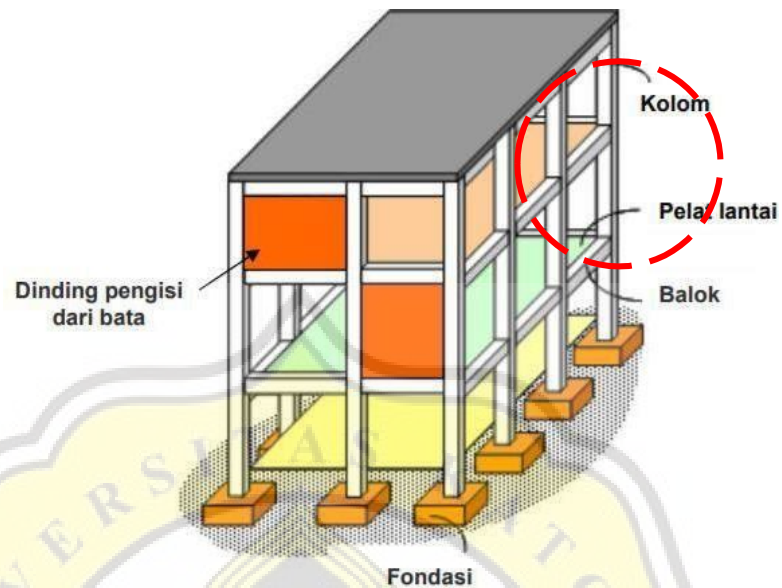 Kolom
Pelat lantai
Balok
Dinding pengisi
dari bata
Fondasi